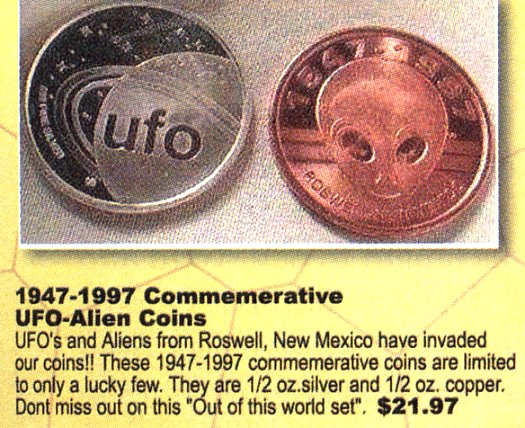 ufo
1947 • 1997
1947-1997 Commemerative
UFO-Alien Coins
UFO's and Aliens from Roswell, New Mexico have invaded
our coins!! These 1947-1997 commemerative coins are limited
to only a lucky few. They are 1/2 oz.silver and 1/2 oz. copper.
Dont miss out on this "Out of this world set". $21.97